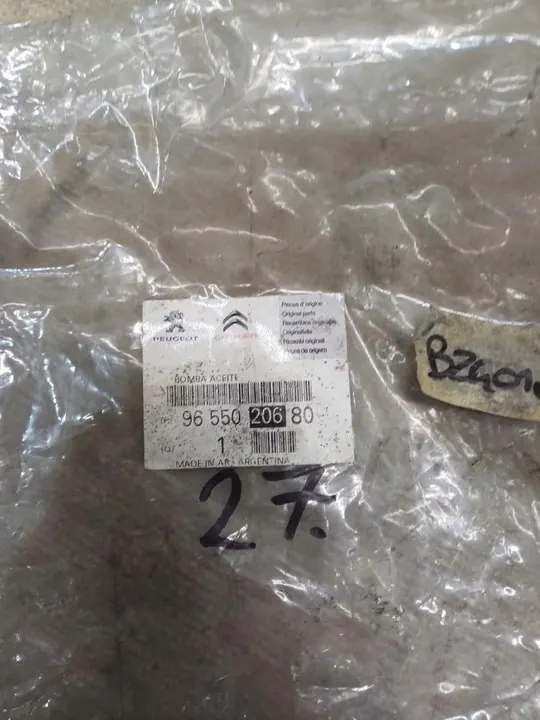 Pièces d'origine
Original parts
Recambios originales
Originalteile
Ricambi originali
Peças de origem
PEUGEOT
CITROËN
BOMBA ACEITE
96 550 206 80
1
MADE IN AR ARGENTINA
27.
BZ401